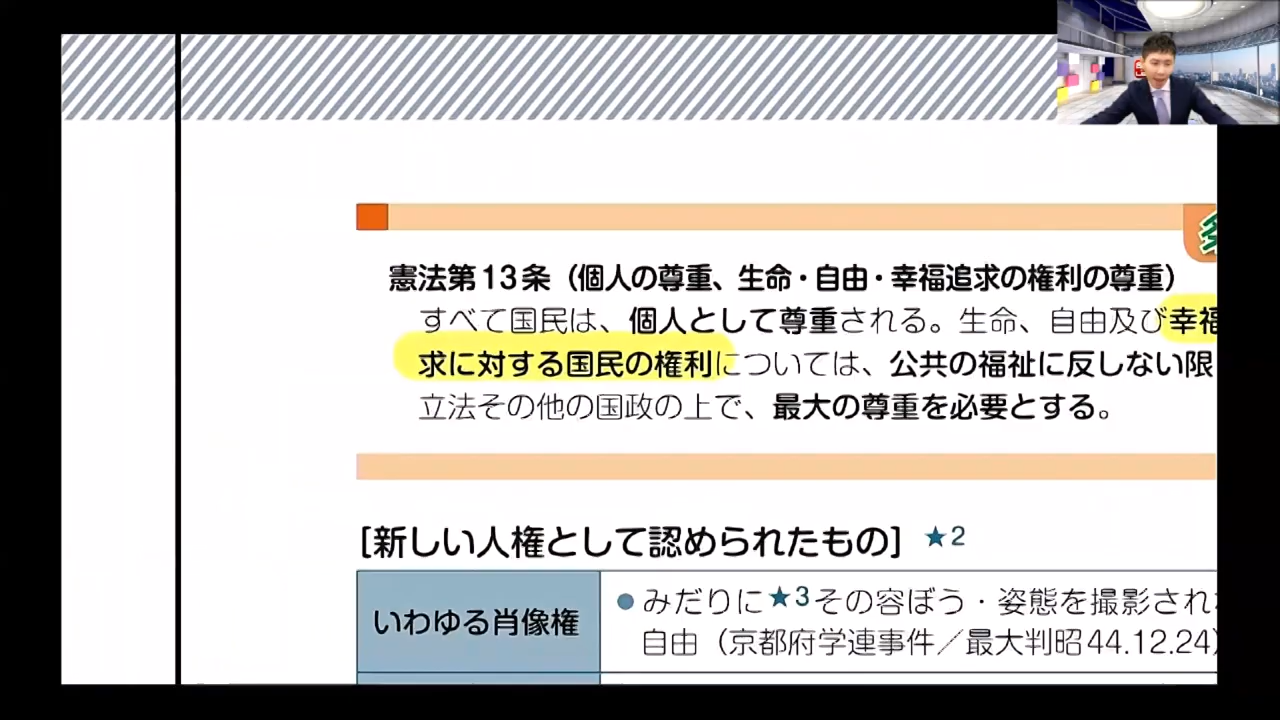 憲法第13条（個人の尊重、生命・自由・幸福追求の権利の尊重）
すべて国民は、個人として尊重される。生命、自由及び幸福
求に対する国民の権利については、公共の福祉に反しない限
立法その他の国政の上で、最大の尊重を必要とする。
[新しい人権として認められたもの] ★2
いわゆる肖像権
●みだりに★3その容ぼう・姿態を撮影され
自由（京都府学連事件／最大判昭44.12.24）